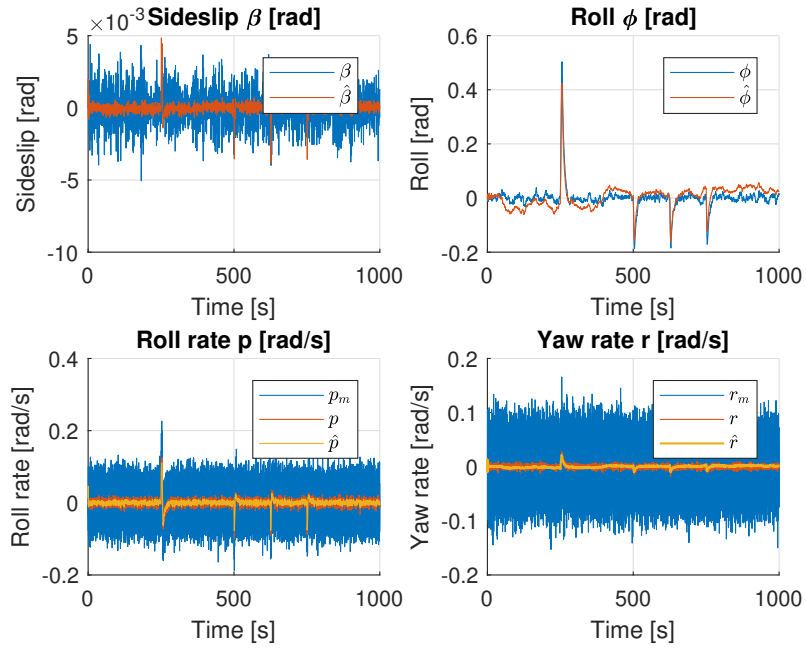 ×10⁻³ Sideslip β [rad]
Sideslip [rad]
5
0
-5
-10
β
β̂
0 500 1000
Time [s]
Roll ϕ [rad]
Roll [rad]
0.6
0.4
0.2
0
-0.2
ϕ
ϕ̂
0 500 1000
Time [s]
Roll rate p [rad/s]
Roll rate [rad/s]
0.4
0.2
0
-0.2
pₘ
p
p̂
0 500 1000
Time [s]
Yaw rate r [rad/s]
Yaw rate [rad/s]
0.2
0.1
0
-0.1
-0.2
rₘ
r
r̂
0 500 1000
Time [s]